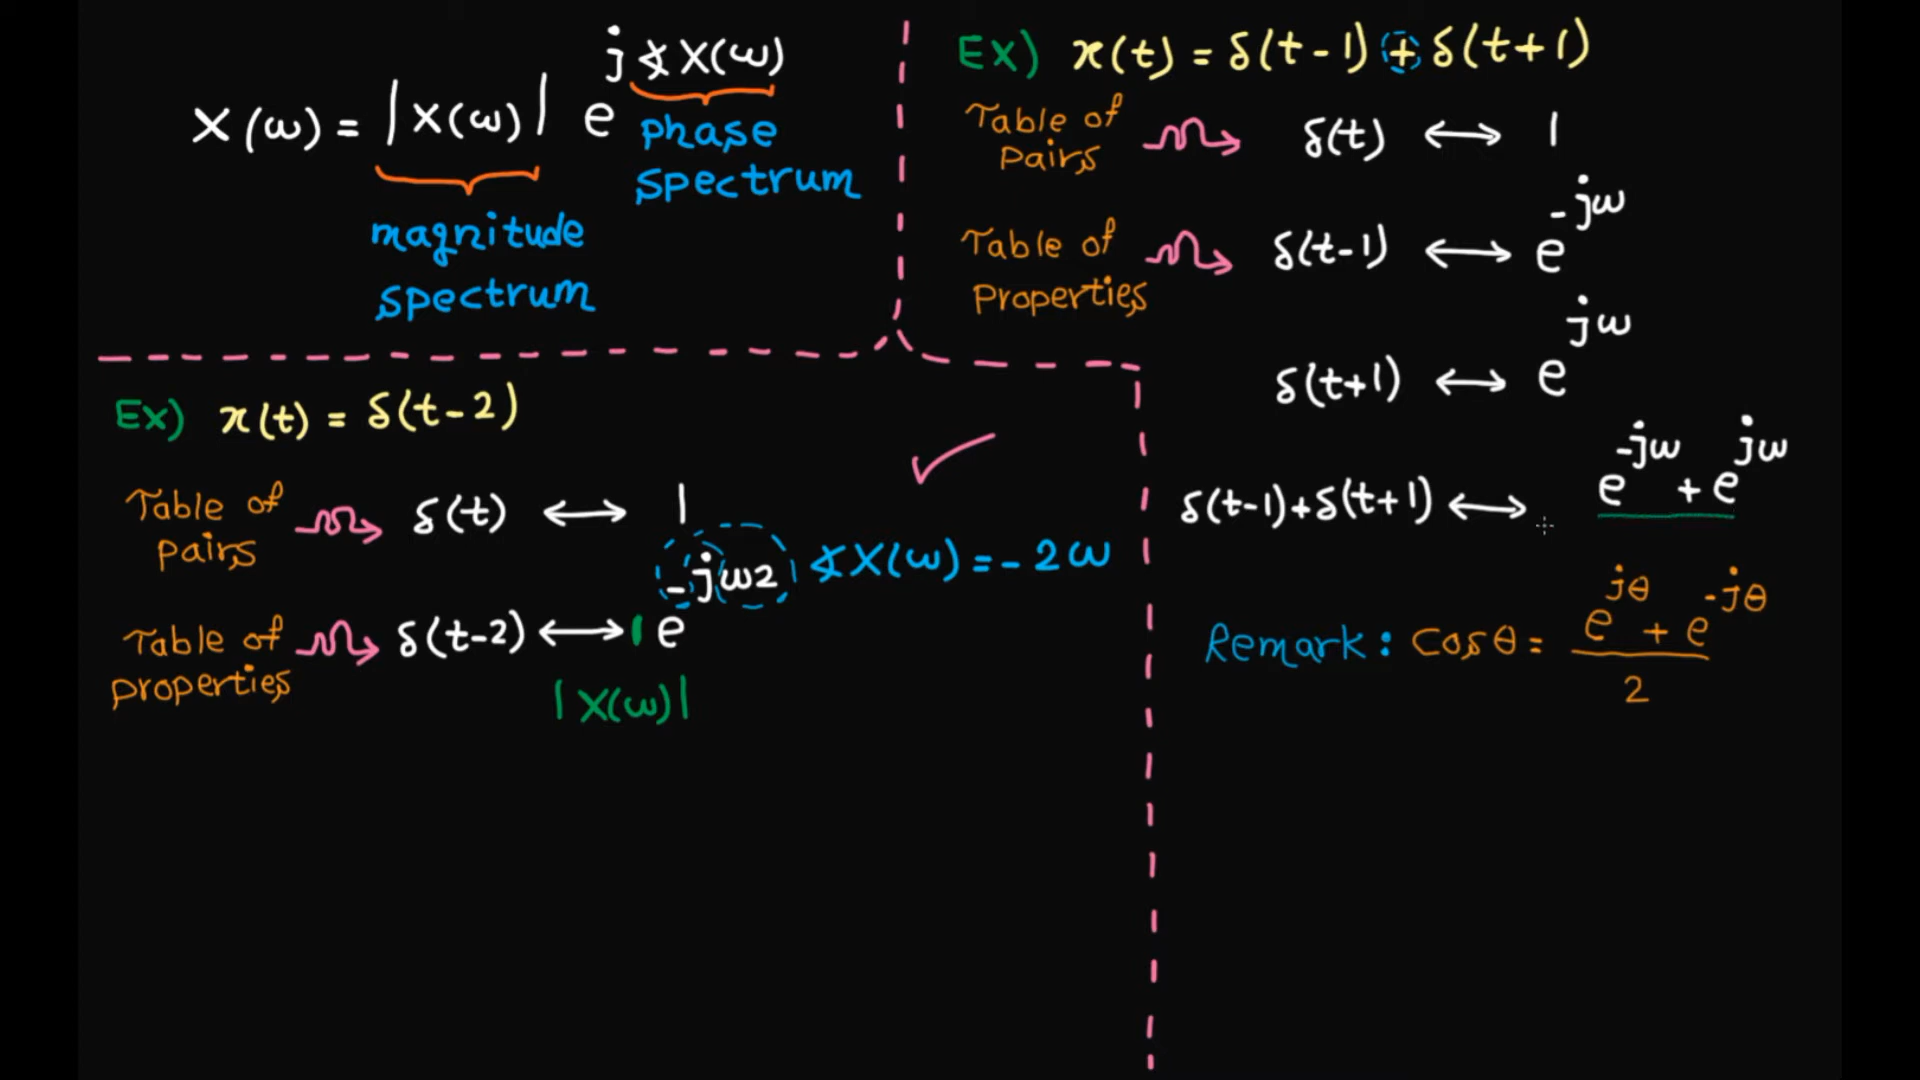 X(ω) = |X(ω)| e^{j∢X(ω)}
phase
spectrum
magnitude
spectrum
Ex) x(t) = δ(t-2)
Table of
pairs
δ(t) ⟷ 1
Table of
properties
δ(t-2) ⟷ 1 e^{-jω2}
∢X(ω) = -2ω
|X(ω)|
Ex) x(t) = δ(t-1) + δ(t+1)
Table of
pairs
δ(t) ⟷ 1
Table of
Properties
δ(t-1) ⟷ e^{-jω}
δ(t+1) ⟷ e^{jω}
δ(t-1)+δ(t+1) ⟷ e^{-jω} + e^{jω}
Remark: Cosθ = (e^{jθ} + e^{-jθ}) / 2